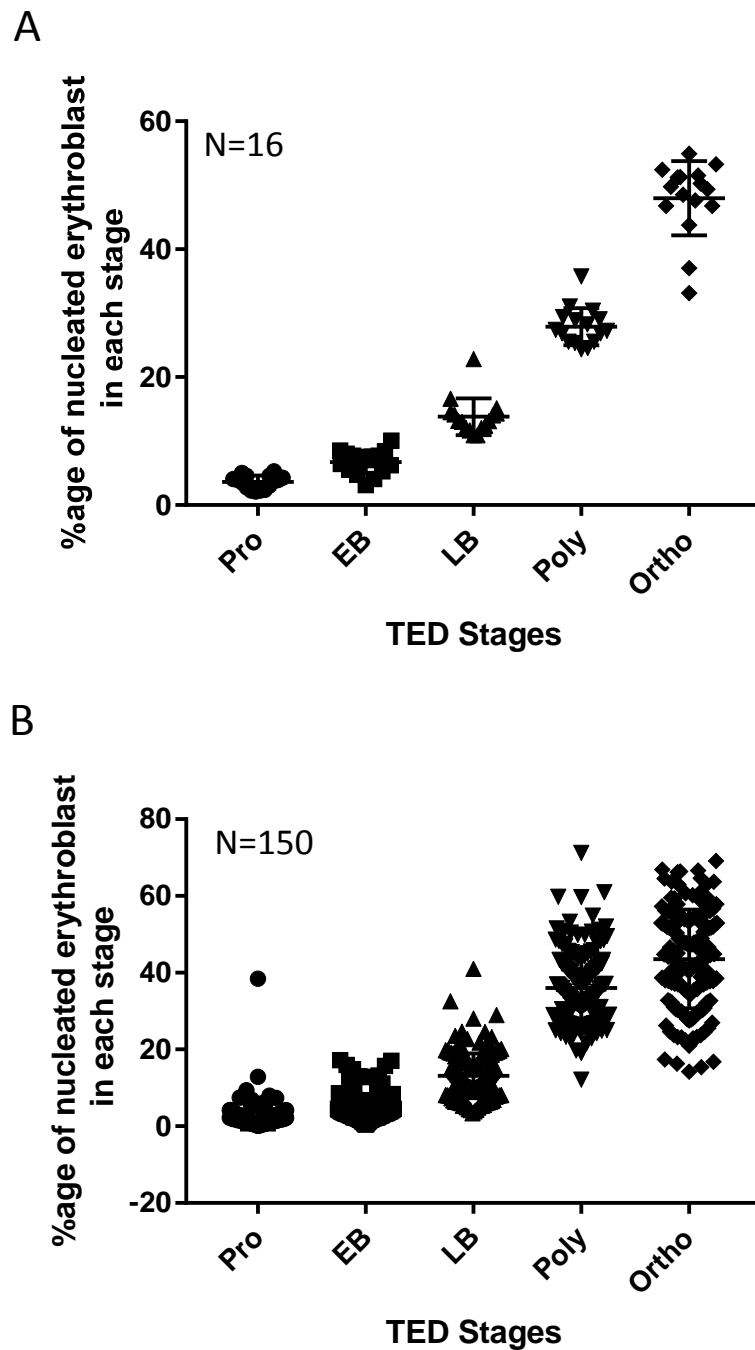 A
%age of nucleated erythroblast
in each stage
60
40
20
0
N=16
Pro
EB
LB
Poly
Ortho
TED Stages
B
%age of nucleated erythroblast
in each stage
80
60
40
20
0
-20
N=150
Pro
EB
LB
Poly
Ortho
TED Stages